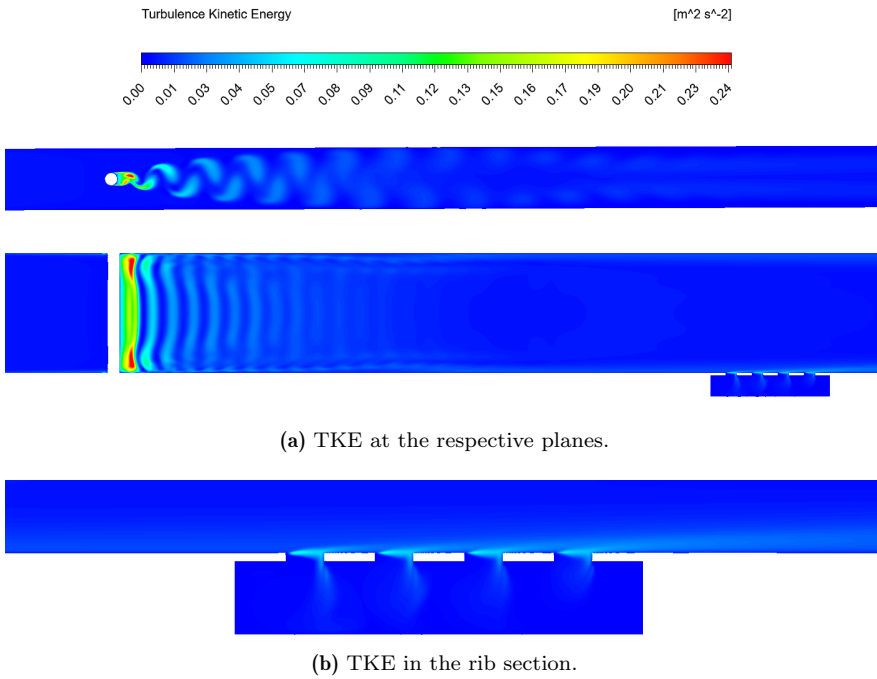 Turbulence Kinetic Energy [m^2 s^-2]
0.00 0.01 0.03 0.04 0.05 0.07 0.08 0.09 0.11 0.12 0.13 0.15 0.16 0.17 0.19 0.20 0.21 0.23 0.24
(a) TKE at the respective planes.
(b) TKE in the rib section.